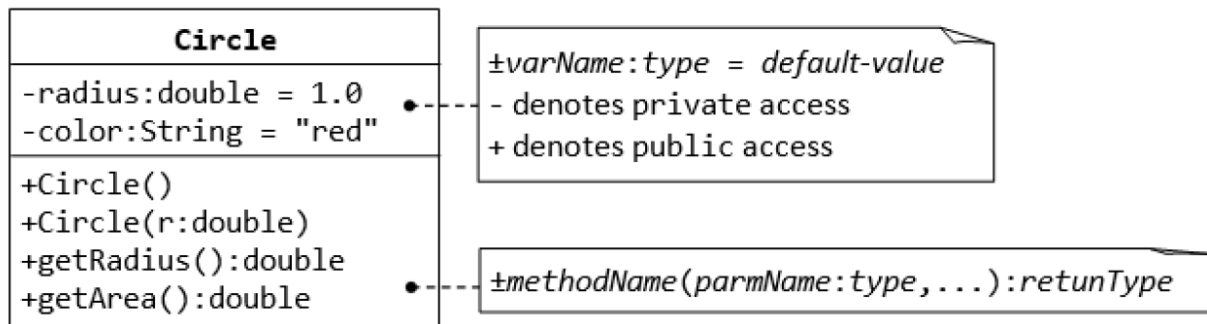 Circle
-radius:double = 1.0
-color:String = "red"
+Circle()
+Circle(r:double)
+getRadius():double
+getArea():double
±varName:type = default-value
- denotes private access
+ denotes public access
±methodName(parmName:type,...):retunType